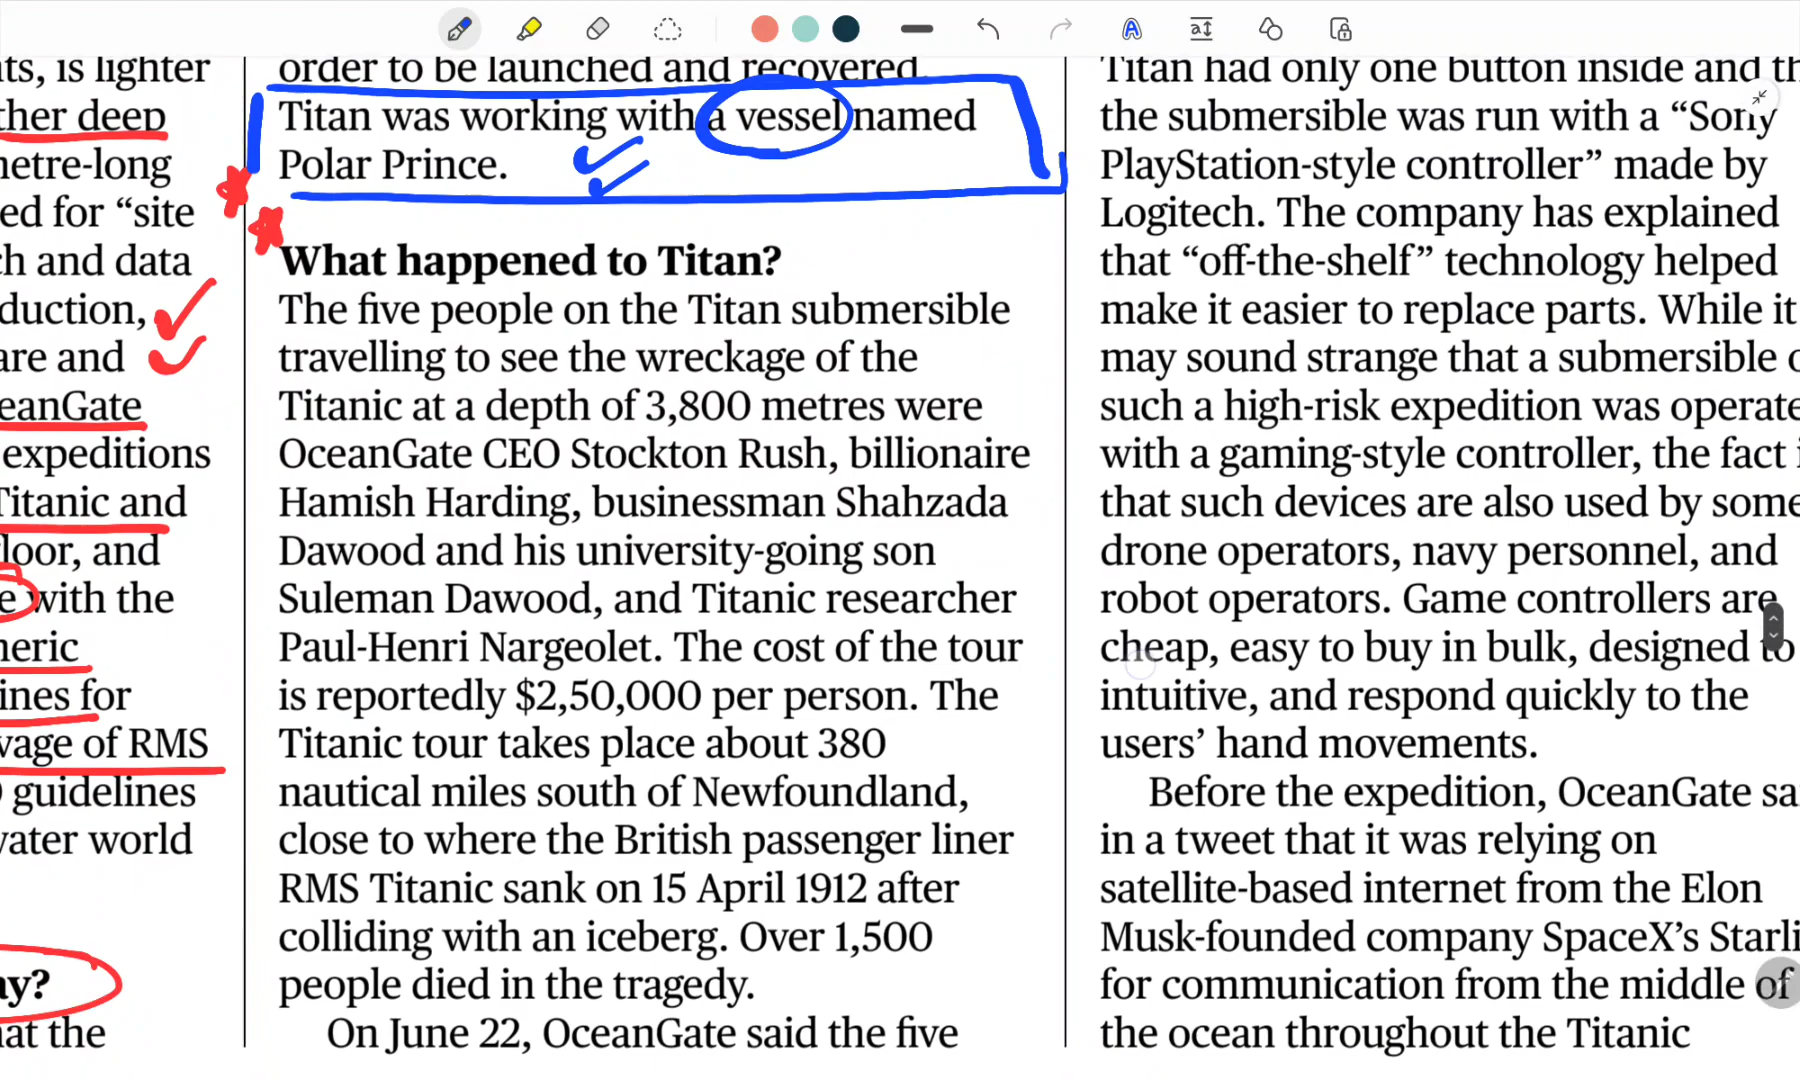 nts, is lighter
ther deep
metre-long
ed for “site
ch and data
duction,
are and
eanGate
expeditions
Titanic and
floor, and
e with the
neric
ines for
vage of RMS
guidelines
water world
ay?
hat the
order to be launched and recovered.
Titan was working with a vessel named
Polar Prince.
What happened to Titan?
The five people on the Titan submersible
travelling to see the wreckage of the
Titanic at a depth of 3,800 metres were
OceanGate CEO Stockton Rush, billionaire
Hamish Harding, businessman Shahzada
Dawood and his university-going son
Suleman Dawood, and Titanic researcher
Paul-Henri Nargeolet. The cost of the tour
is reportedly $2,50,000 per person. The
Titanic tour takes place about 380
nautical miles south of Newfoundland,
close to where the British passenger liner
RMS Titanic sank on 15 April 1912 after
colliding with an iceberg. Over 1,500
people died in the tragedy.
On June 22, OceanGate said the five
Titan had only one button inside and th
the submersible was run with a “Sony
PlayStation-style controller” made by
Logitech. The company has explained
that “off-the-shelf” technology helped
make it easier to replace parts. While it
may sound strange that a submersible o
such a high-risk expedition was operate
with a gaming-style controller, the fact i
that such devices are also used by some
drone operators, navy personnel, and
robot operators. Game controllers are
cheap, easy to buy in bulk, designed to
intuitive, and respond quickly to the
users’ hand movements.
Before the expedition, OceanGate sa
in a tweet that it was relying on
satellite-based internet from the Elon
Musk-founded company SpaceX’s Starli
for communication from the middle of
the ocean throughout the Titanic